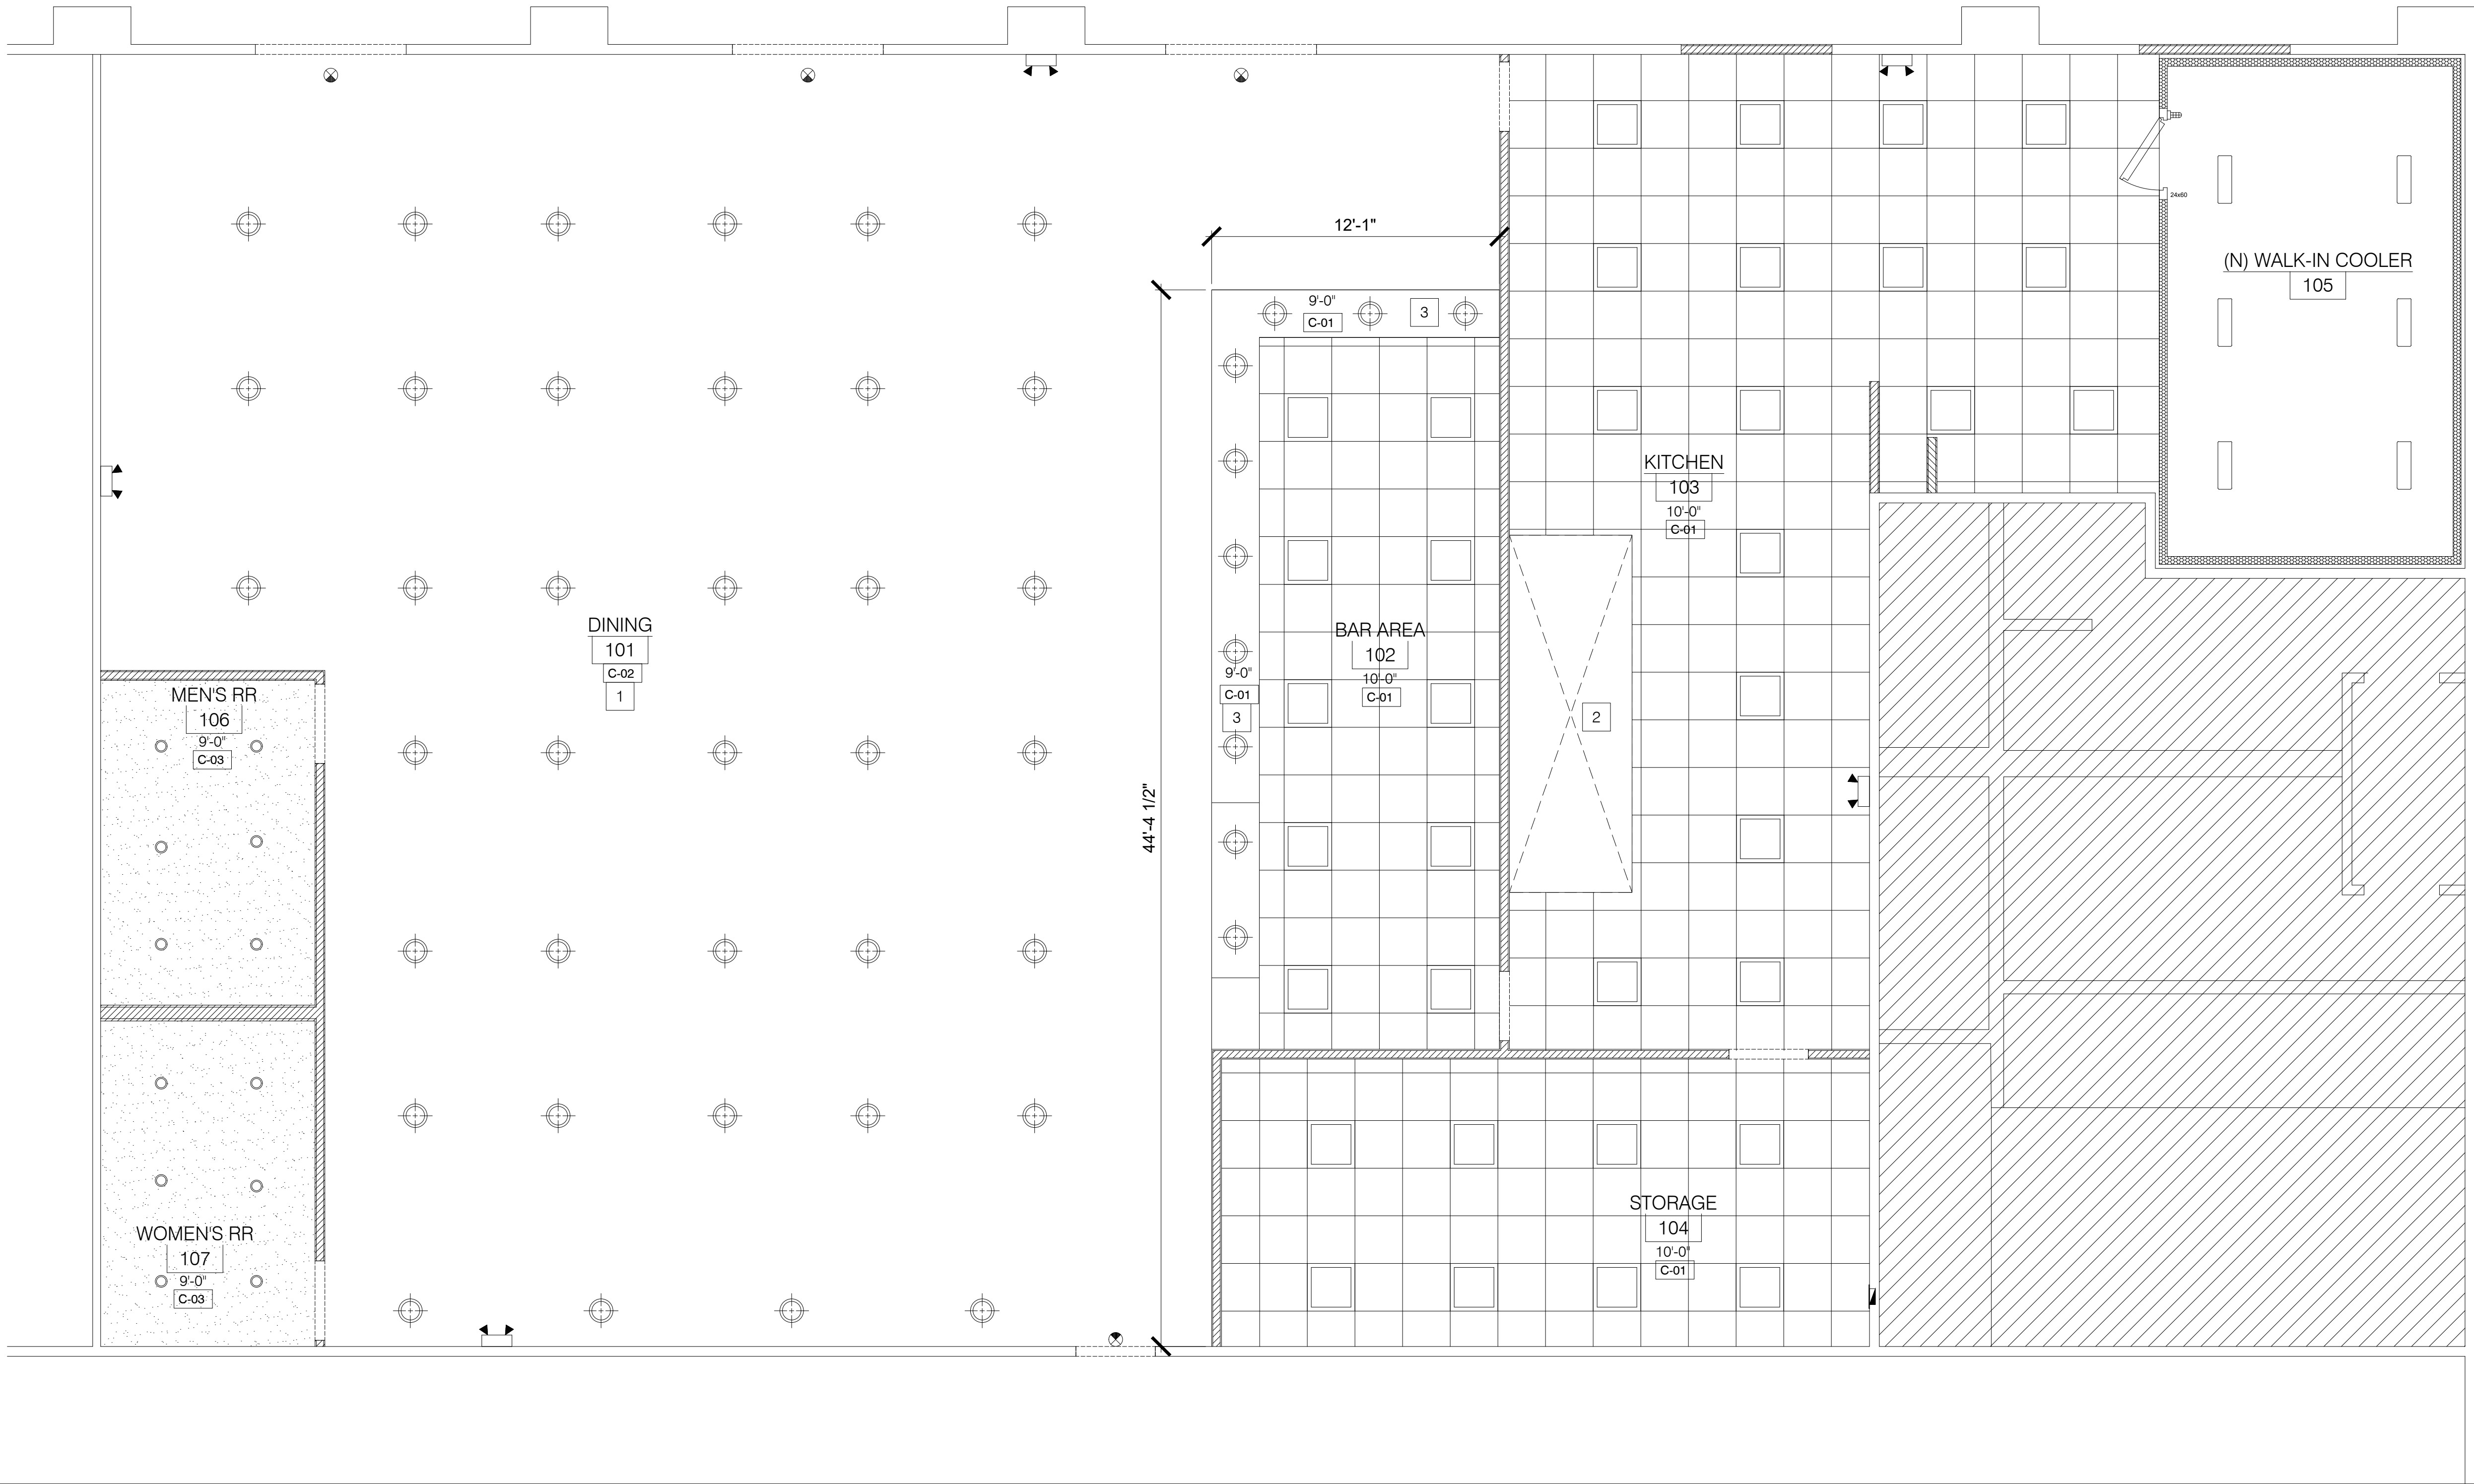 24x60
12'-1"
(N) WALK-IN COOLER
105
9'-0"
C-01
3
KITCHEN
103
10'-0"
C-01
DINING
101
C-02
1
BAR AREA
102
10'-0"
C-01
9'-0"
C-01
3
2
MEN'S RR
106
9'-0"
C-03
44'-4 1/2"
STORAGE
104
10'-0"
C-01
WOMEN'S RR
107
9'-0"
C-03